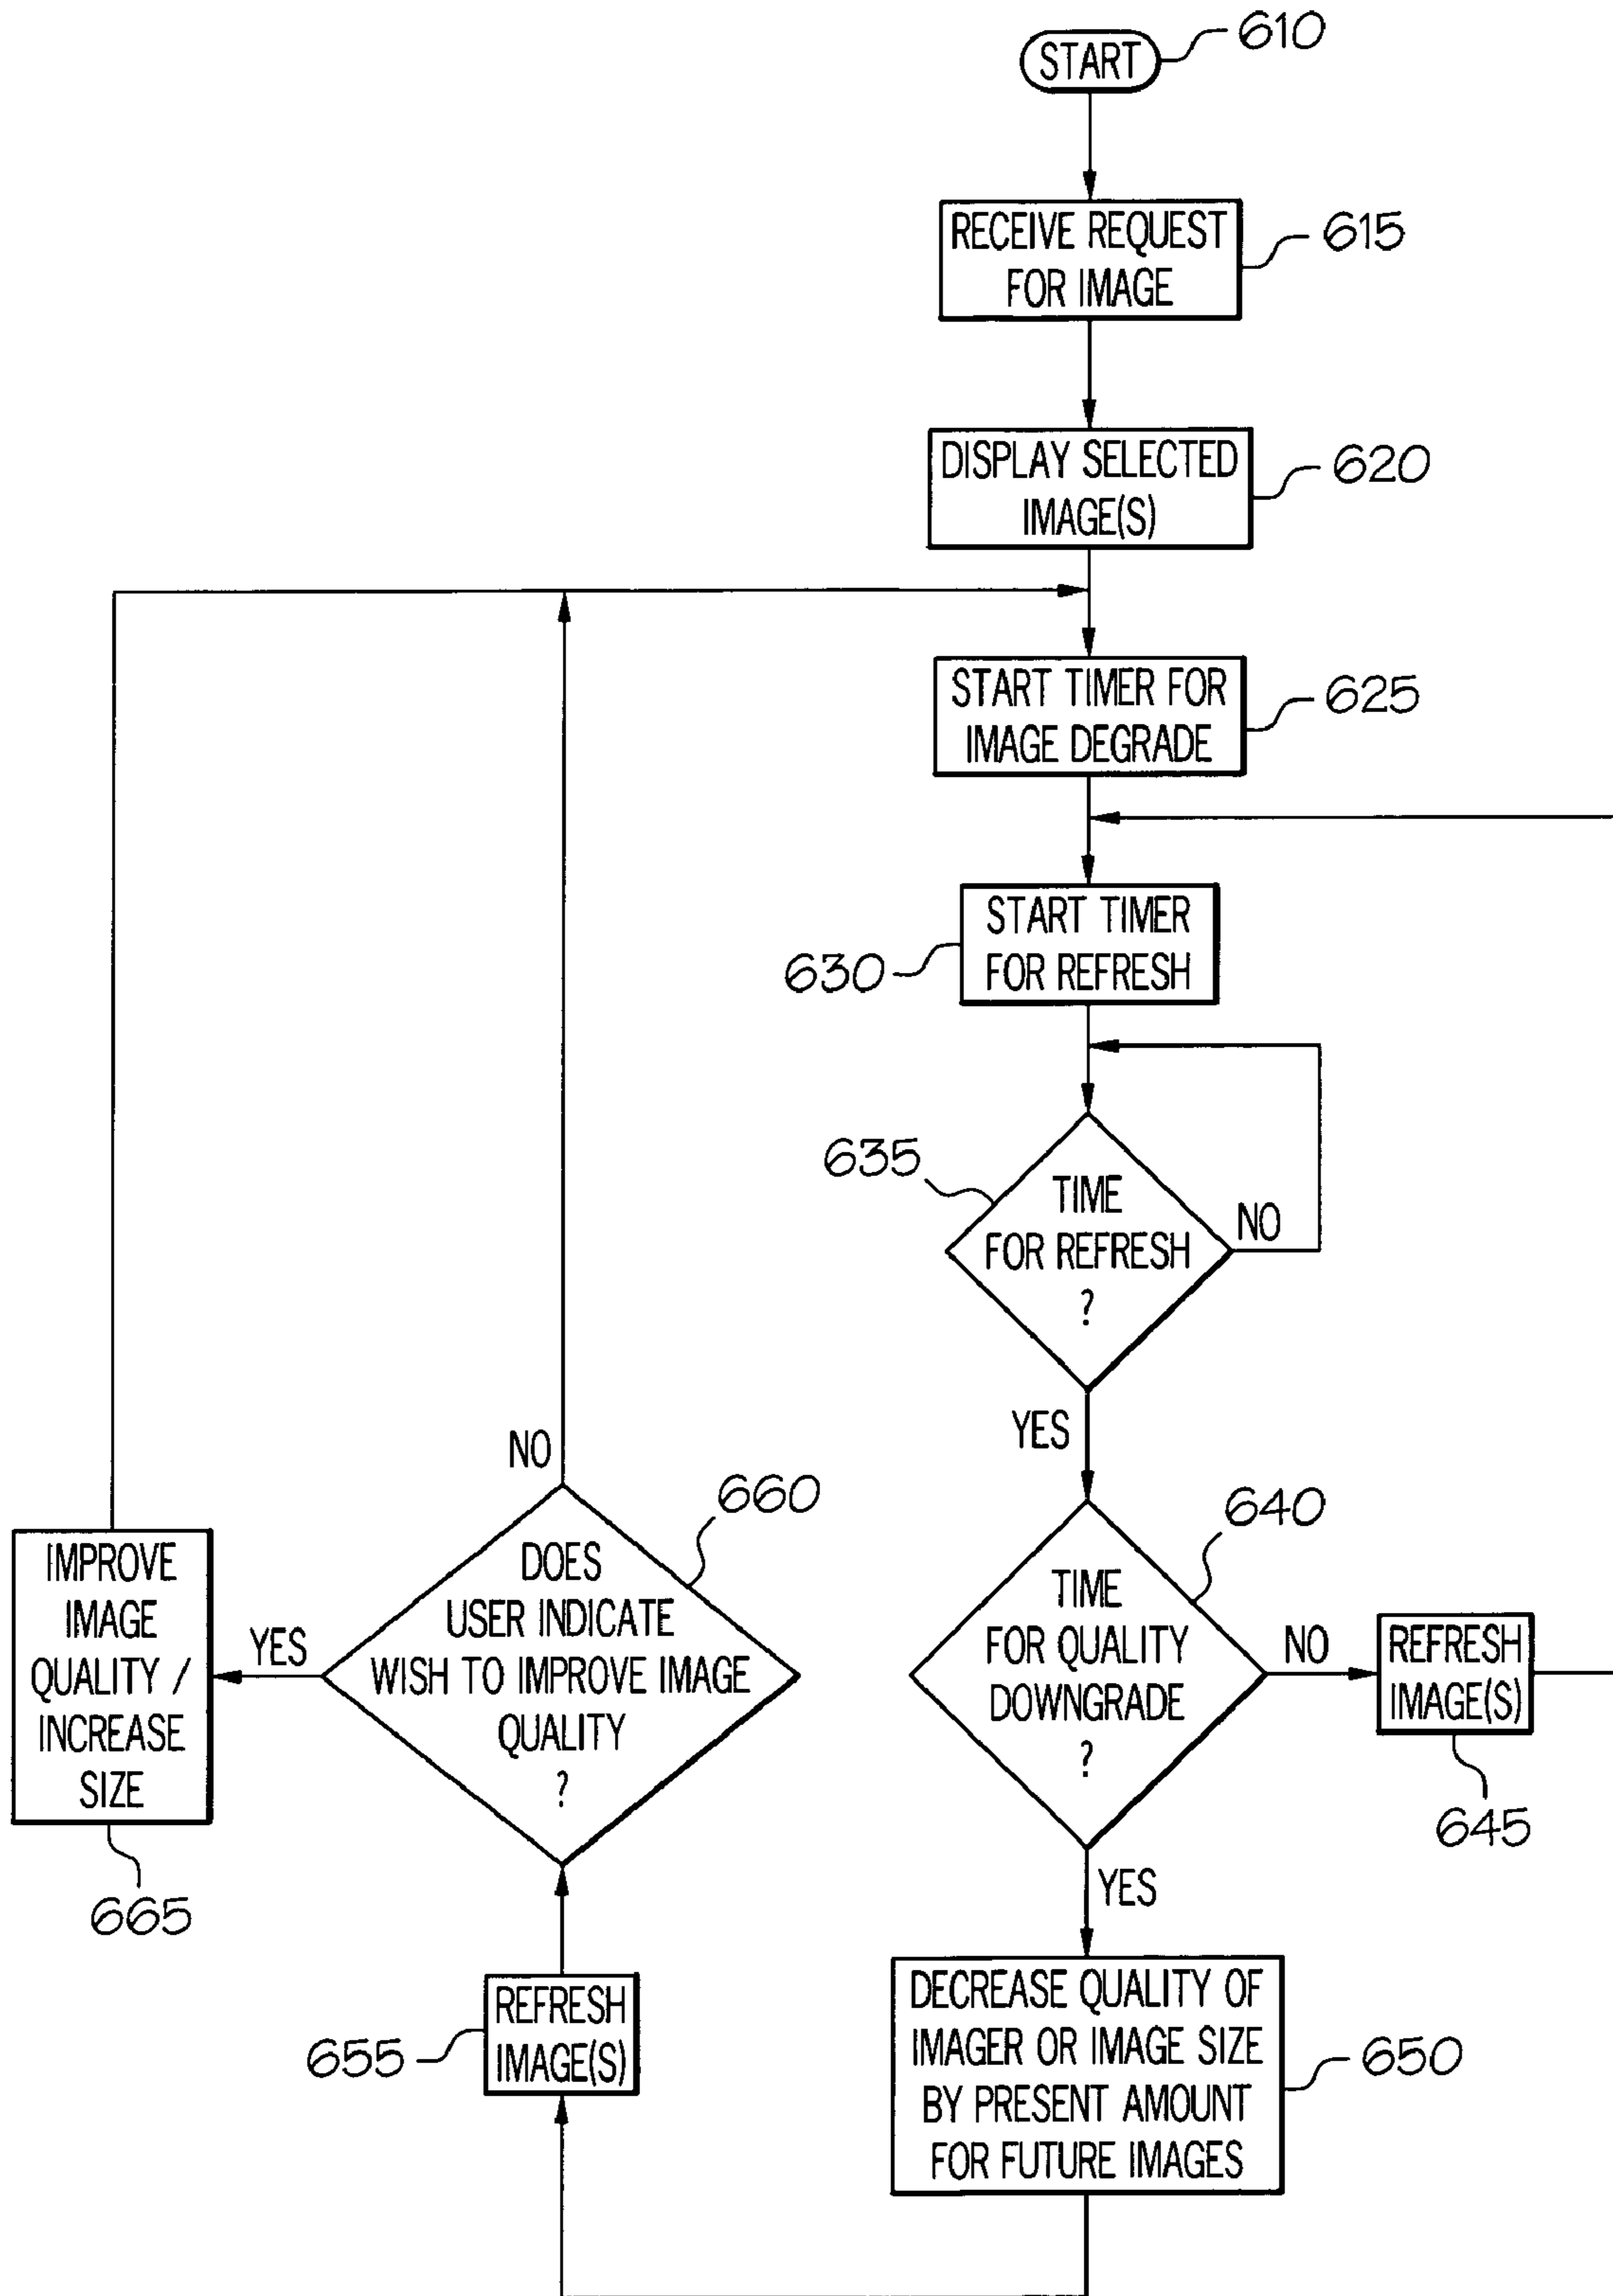 START
610
RECEIVE REQUEST
FOR IMAGE
615
DISPLAY SELECTED
IMAGE(S)
620
START TIMER FOR
IMAGE DEGRADE
625
START TIMER
FOR REFRESH
630
635
TIME
FOR REFRESH
?
NO
YES
640
TIME
FOR QUALITY
DOWNGRADE
?
NO
REFRESH
IMAGE(S)
645
YES
DECREASE QUALITY OF
IMAGER OR IMAGE SIZE
BY PRESENT AMOUNT
FOR FUTURE IMAGES
650
REFRESH
IMAGE(S)
655
NO
660
DOES
USER INDICATE
WISH TO IMPROVE IMAGE
QUALITY
?
YES
IMPROVE
IMAGE
QUALITY /
INCREASE
SIZE
665